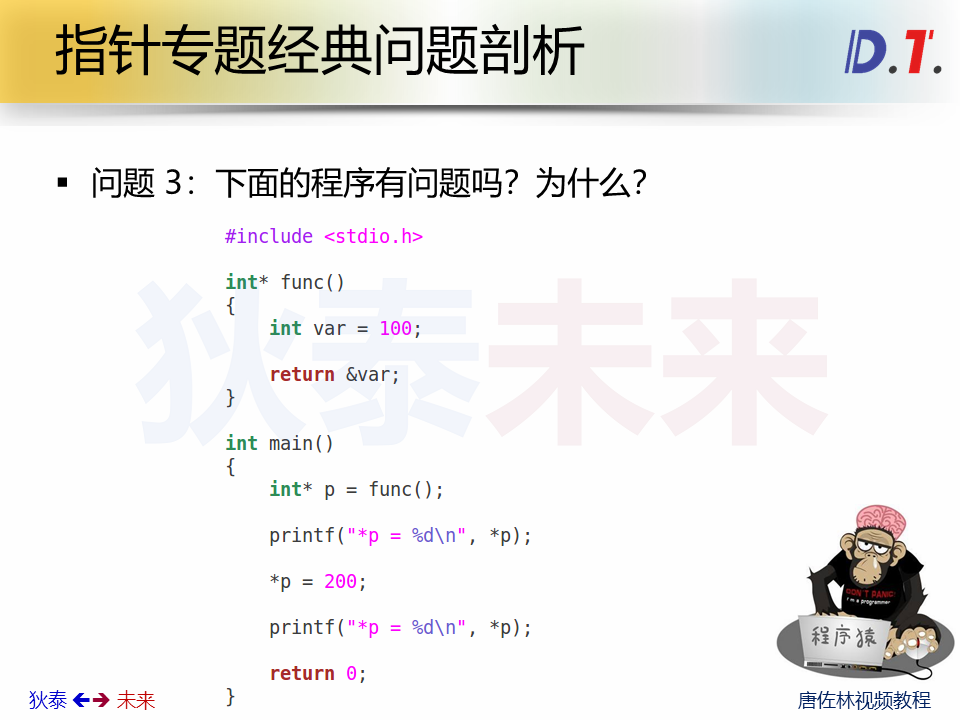 指针专题经典问题剖析
D.T.
▪ 问题 3：下面的程序有问题吗？为什么？
#include <stdio.h>
int* func()
{
    int var = 100;
    return &var;
}
int main()
{
    int* p = func();
    printf("*p = %d\n", *p);
    *p = 200;
    printf("*p = %d\n", *p);
    return 0;
}
狄泰未来
DON'T PANIC!
I'm a programmer
程序猿
狄泰 ←→ 未来
唐佐林视频教程